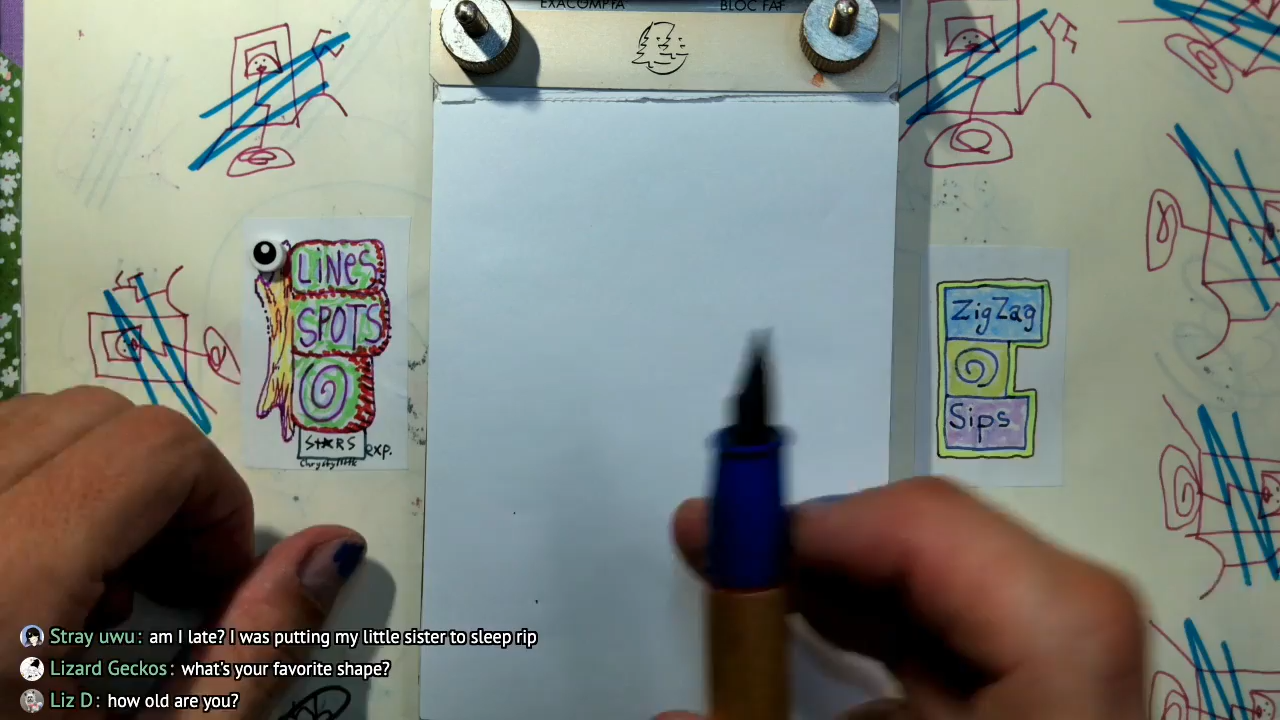 EXACOMPTA BLOC FAF
LiNeS
SPOTS
STARS
exp.
ZigZag
Sips
Stray uwu: am I late? I was putting my little sister to sleep rip
Lizard Geckos: what's your favorite shape?
Liz D: how old are you?